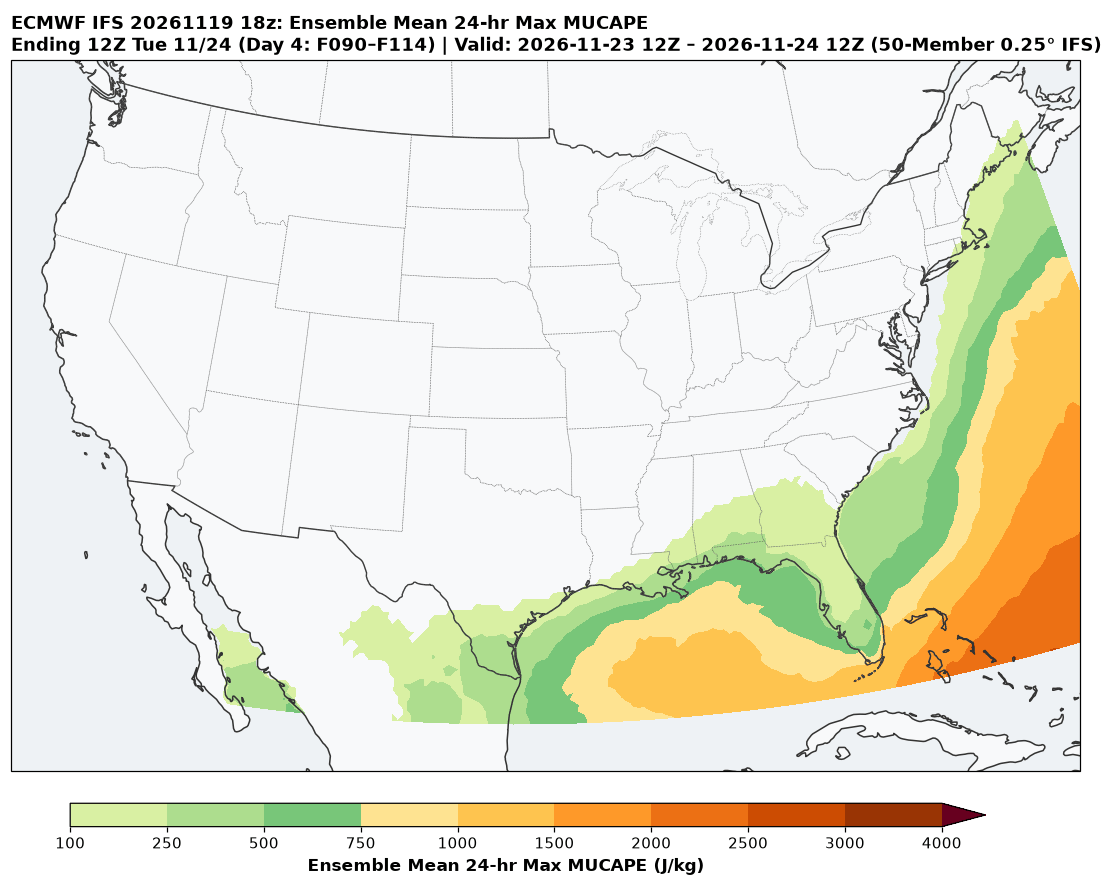 ECMWF IFS 20261119 18z: Ensemble Mean 24-hr Max MUCAPE
Ending 12Z Tue 11/24 (Day 4: F090–F114) | Valid: 2026-11-23 12Z – 2026-11-24 12Z (50-Member 0.25° IFS)
100 250 500 750 1000 1500 2000 2500 3000 4000
Ensemble Mean 24-hr Max MUCAPE (J/kg)